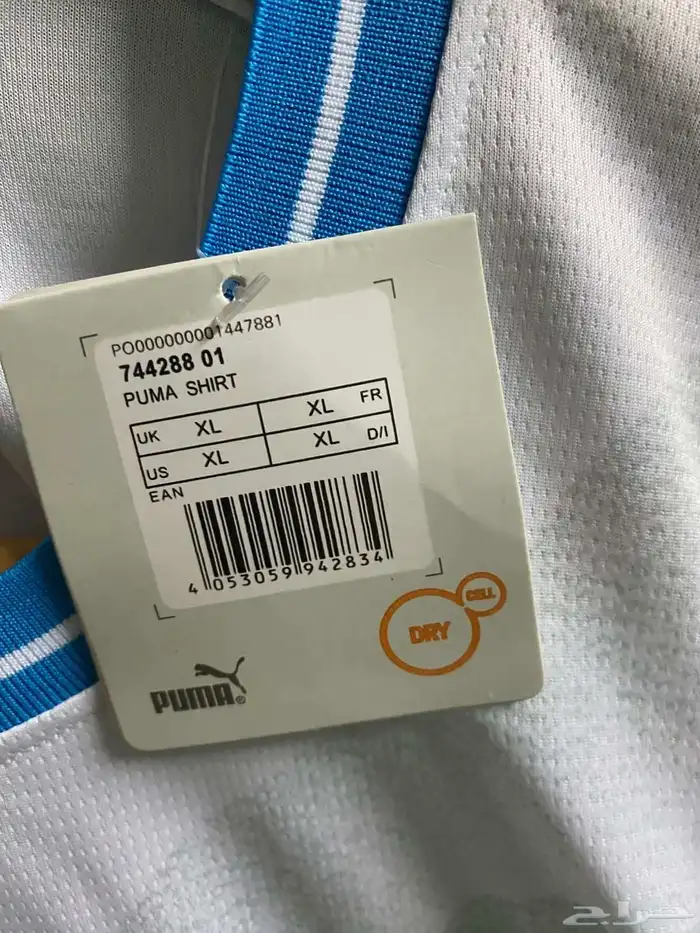 PO000000001447881
744288 01
PUMA SHIRT
UK XL XL FR
US XL XL D/I
EAN
4 053059 942834
DRY CELL
PUMA®
حراج